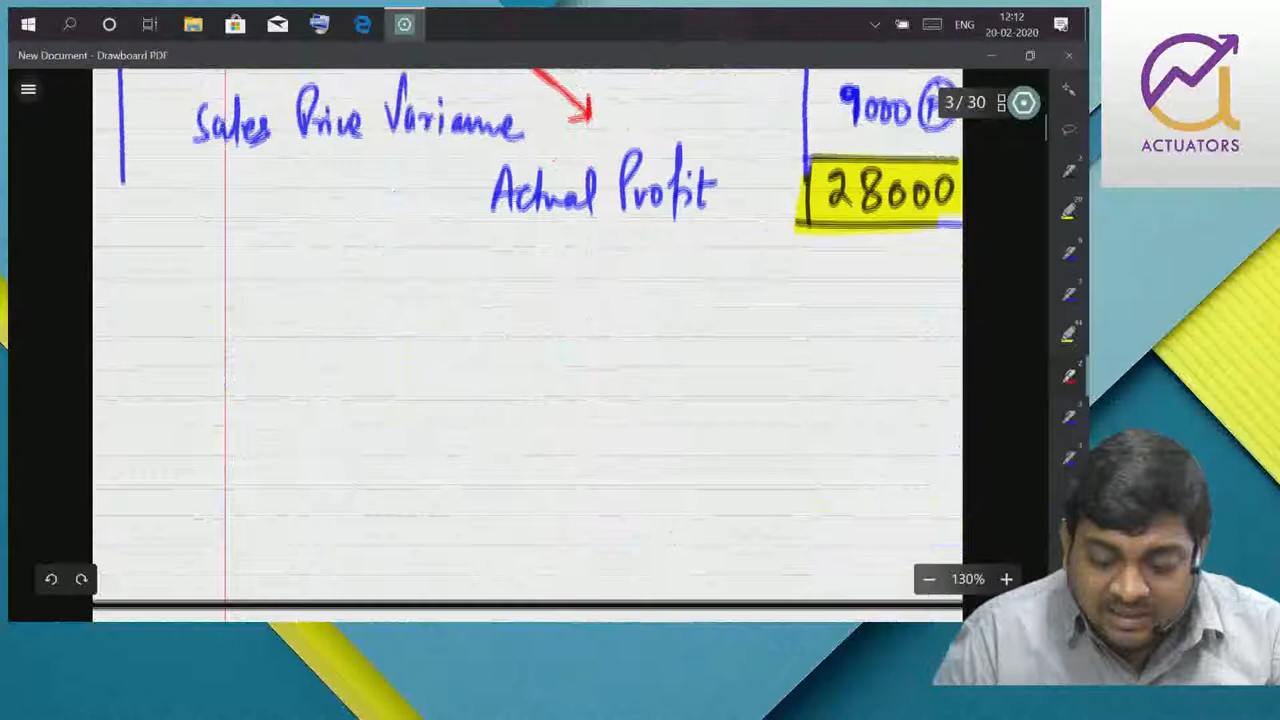 ENG
12:12
20-02-2020
New Document - Drawboard PDF
3 / 30
Sales Price Variance
9000
Actual Profit
28000
130%
ACTUATORS